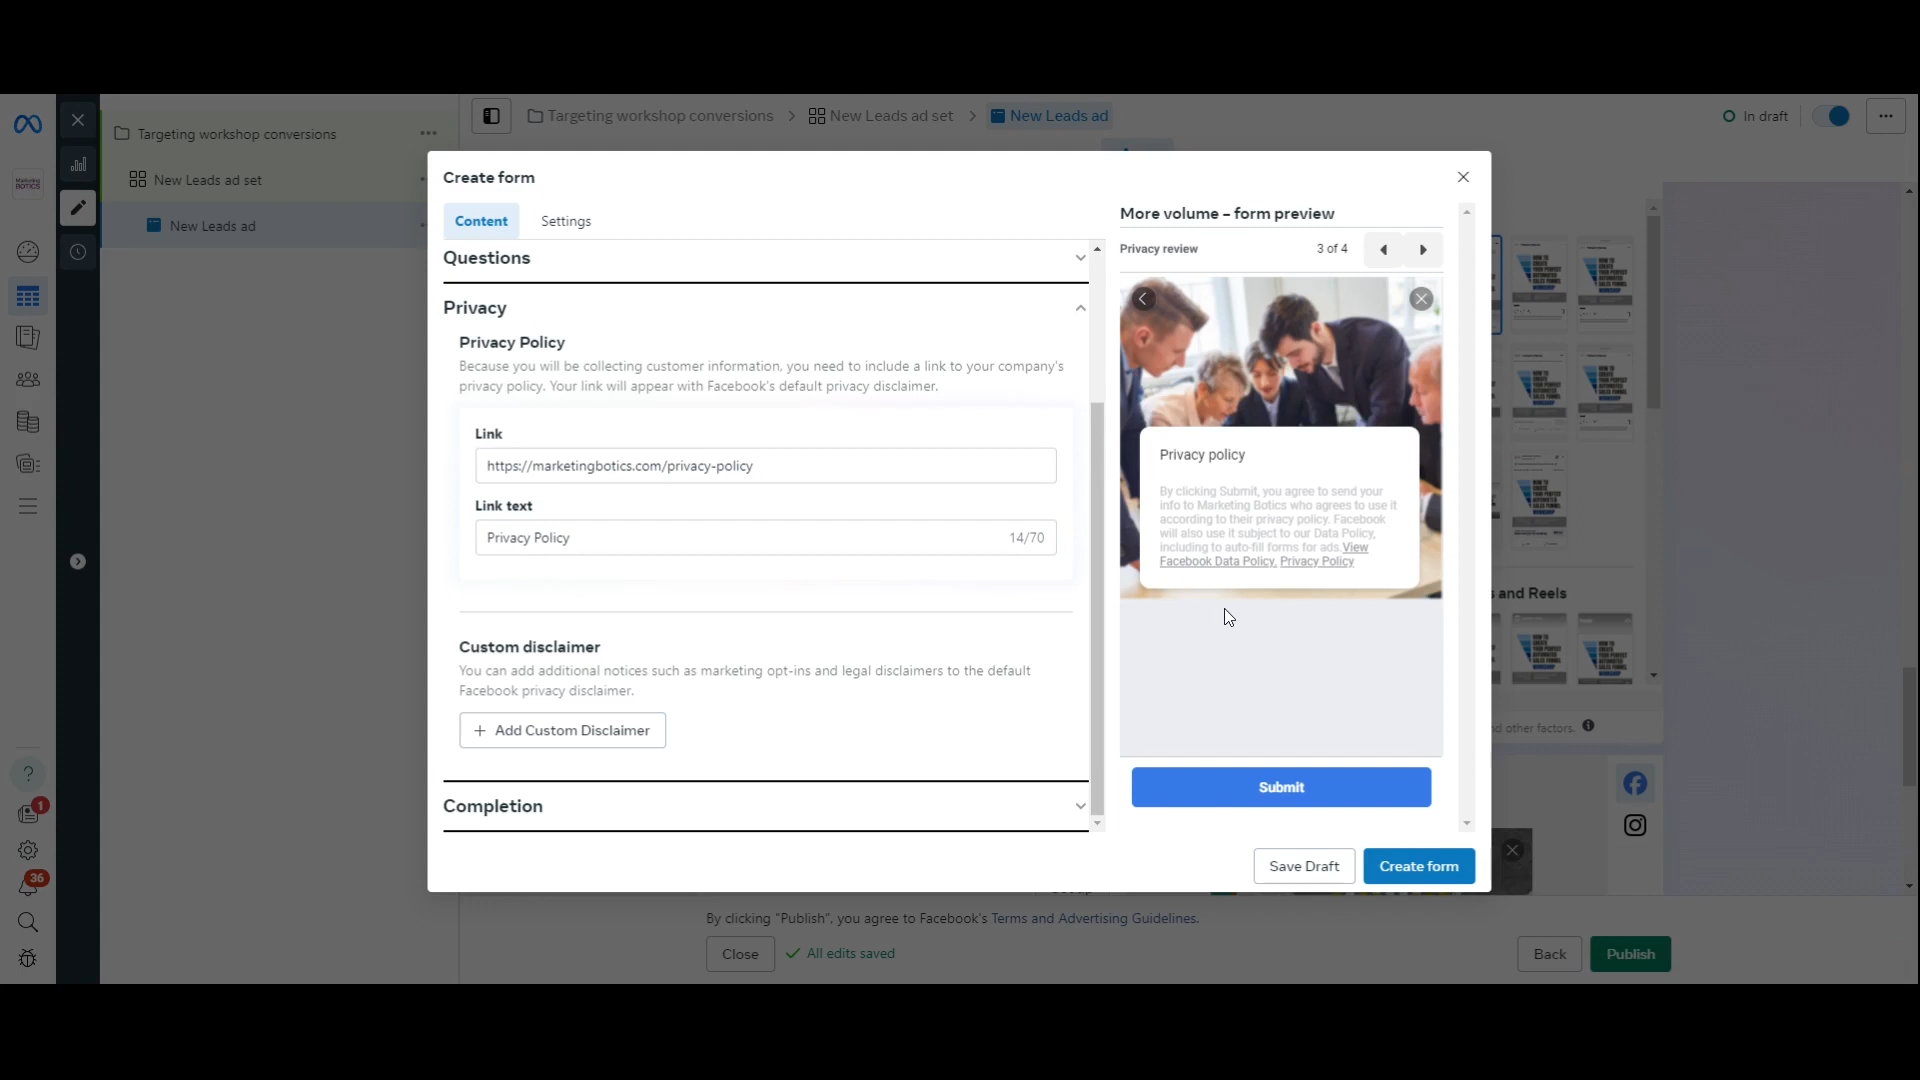 Targeting workshop conversions
New Leads ad set
New Leads ad
Targeting workshop conversions
New Leads ad set
New Leads ad
In draft
Create form
Content
Settings
Questions
Privacy
Privacy Policy
Because you will be collecting customer information, you need to include a link to your company's
privacy policy. Your link will appear with Facebook's default privacy disclaimer.
Link
https://marketingbotics.com/privacy-policy
Link text
Privacy Policy
14/70
Custom disclaimer
You can add additional notices such as marketing opt-ins and legal disclaimers to the default
Facebook privacy disclaimer.
+ Add Custom Disclaimer
Completion
More volume – form preview
Privacy review
3 of 4
Privacy policy
By clicking Submit, you agree to send your
info to Marketing Botics who agrees to use it
according to their privacy policy. Facebook
will also use it subject to our Data Policy,
including to auto-fill forms for ads. View
Facebook Data Policy. Privacy Policy
Submit
Save Draft
Create form
and Reels
other factors.
1
36
By clicking "Publish", you agree to Facebook's Terms and Advertising Guidelines.
Close
All edits saved
Back
Publish